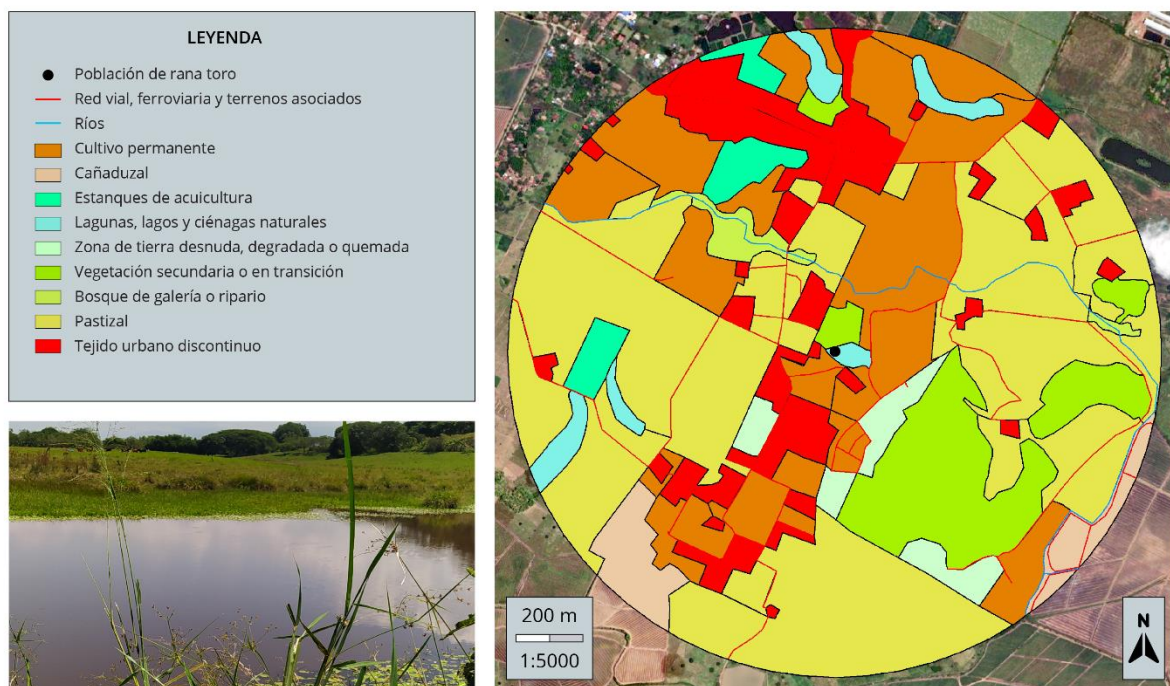 LEYENDA
Población de rana toro
Red vial, ferroviaria y terrenos asociados
Ríos
Cultivo permanente
Cañaduzal
Estanques de acuicultura
Lagunas, lagos y ciénagas naturales
Zona de tierra desnuda, degradada o quemada
Vegetación secundaria o en transición
Bosque de galería o ripario
Pastizal
Tejido urbano discontinuo
200 m
1:5000
N